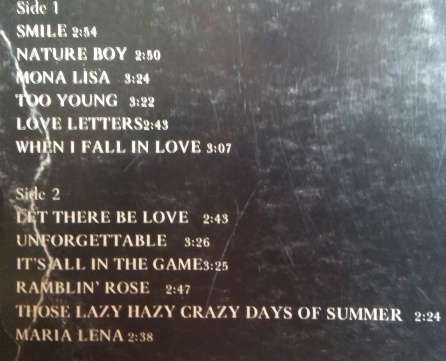 Side 1
SMILE 2:54
NATURE BOY 2:50
MONA LISA 3:24
TOO YOUNG 3:22
LOVE LETTERS 2:43
WHEN I FALL IN LOVE 3:07
Side 2
LET THERE BE LOVE 2:43
UNFORGETTABLE 3:26
IT'S ALL IN THE GAME 3:25
RAMBLIN' ROSE 2:47
THOSE LAZY HAZY CRAZY DAYS OF SUMMER 2:24
MARIA LENA 2:38